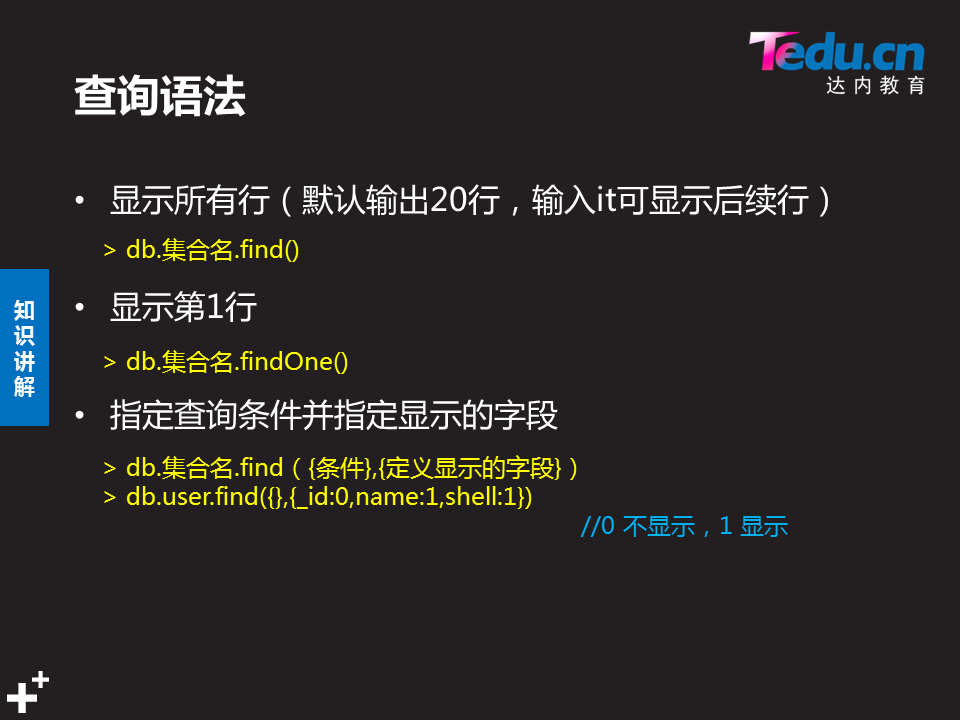 Tedu.cn
达内教育
查询语法
• 显示所有行（默认输出20行，输入it可显示后续行）
> db.集合名.find()
• 显示第1行
> db.集合名.findOne()
• 指定查询条件并指定显示的字段
> db.集合名.find（{条件},{定义显示的字段}）
> db.user.find({},{_id:0,name:1,shell:1})
//0 不显示，1 显示
知
识
讲
解